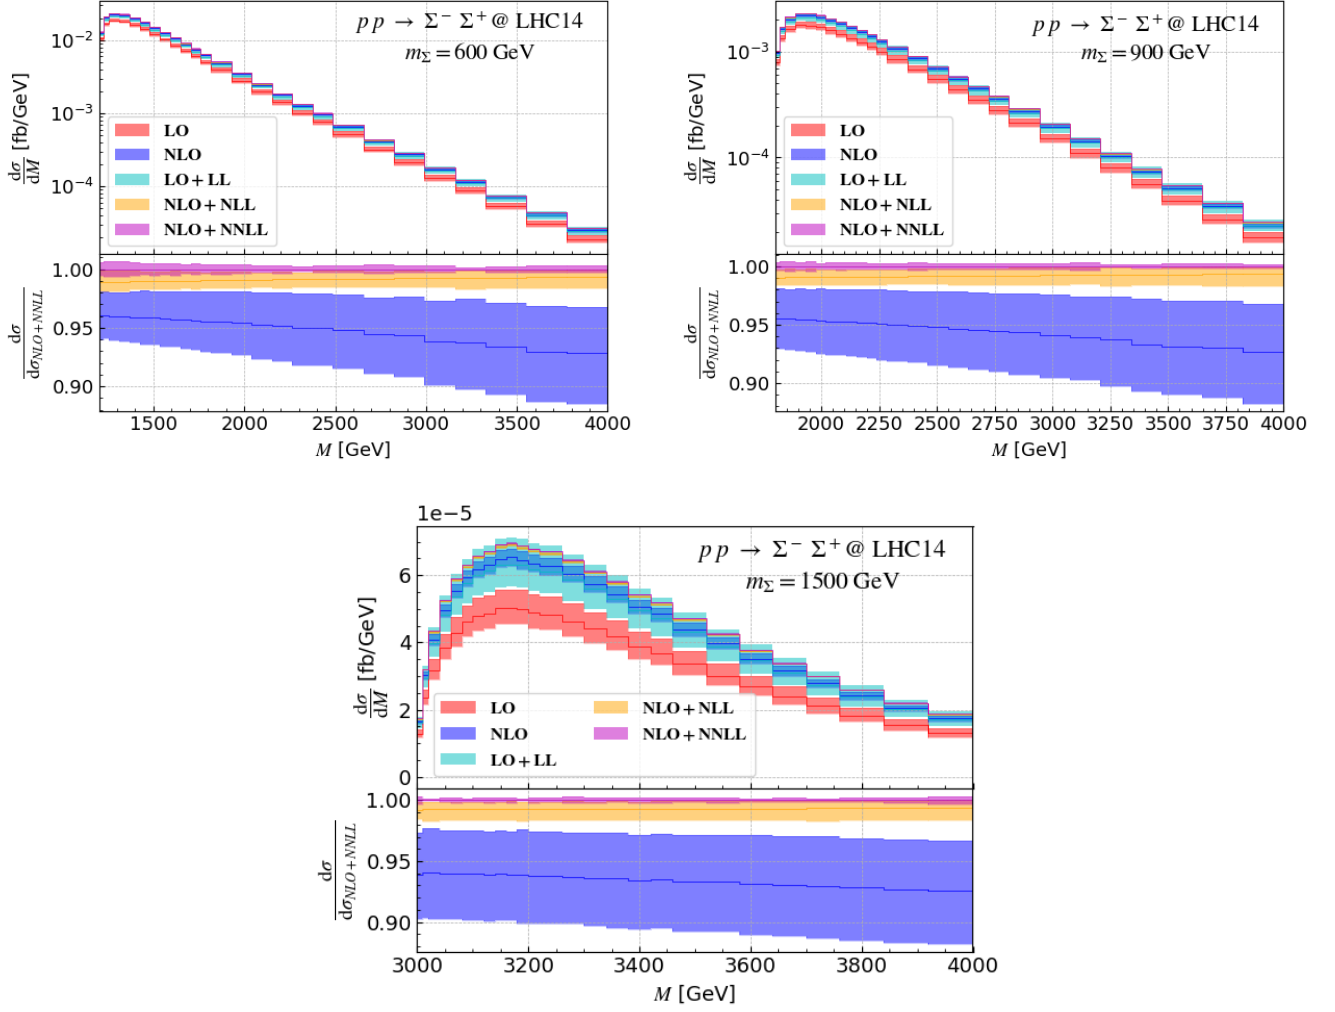 p p → Σ⁻ Σ⁺ @ LHC14
m_Σ = 600 GeV
dσ/dM [fb/GeV]
10⁻²
10⁻³
10⁻⁴
LO
NLO
LO+LL
NLO+NLL
NLO+NNLL
dσ/dσ_NLO+NNLL
1.00
0.95
0.90
1500 2000 2500 3000 3500 4000
M [GeV]
p p → Σ⁻ Σ⁺ @ LHC14
m_Σ = 900 GeV
dσ/dM [fb/GeV]
10⁻³
10⁻⁴
LO
NLO
LO+LL
NLO+NLL
NLO+NNLL
dσ/dσ_NLO+NNLL
1.00
0.95
0.90
2000 2250 2500 2750 3000 3250 3500 3750 4000
M [GeV]
1e-5
p p → Σ⁻ Σ⁺ @ LHC14
m_Σ = 1500 GeV
dσ/dM [fb/GeV]
6
4
2
0
LO NLO+NLL
NLO NLO+NNLL
LO+LL
dσ/dσ_NLO+NNLL
1.00
0.95
0.90
3000 3200 3400 3600 3800 4000
M [GeV]